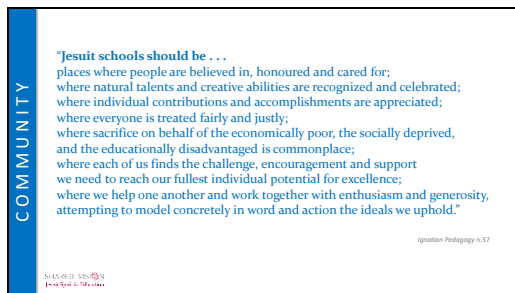 COMMUNITY
“Jesuit schools should be . . .
places where people are believed in, honoured and cared for;
where natural talents and creative abilities are recognized and celebrated;
where individual contributions and accomplishments are appreciated;
where everyone is treated fairly and justly;
where sacrifice on behalf of the economically poor, the socially deprived,
and the educationally disadvantaged is commonplace;
where each of us finds the challenge, encouragement and support
we need to reach our fullest individual potential for excellence;
where we help one another and work together with enthusiasm and generosity,
attempting to model concretely in word and action the ideals we uphold.”
Ignatian Pedagogy n.37
SHARED VISION
Jesuit Spirit in Education